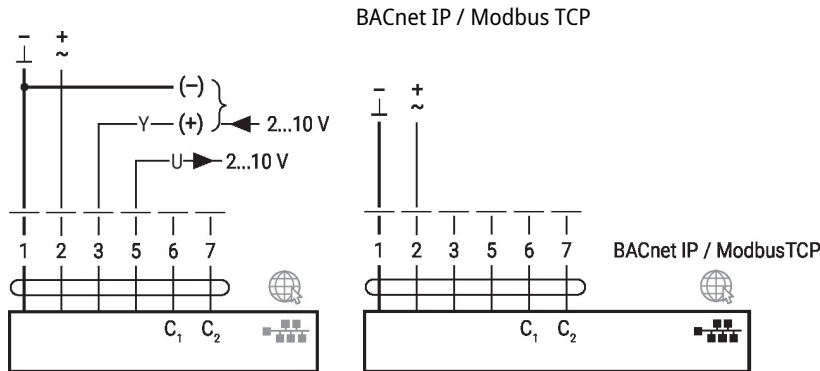 BACnet IP / Modbus TCP
– +
⊥ ~
(–)
Y (+) 2...10 V
U 2...10 V
– +
⊥ ~
1 2 3 5 6 7
1 2 3 5 6 7 BACnet IP / ModbusTCP
C₁ C₂
C₁ C₂